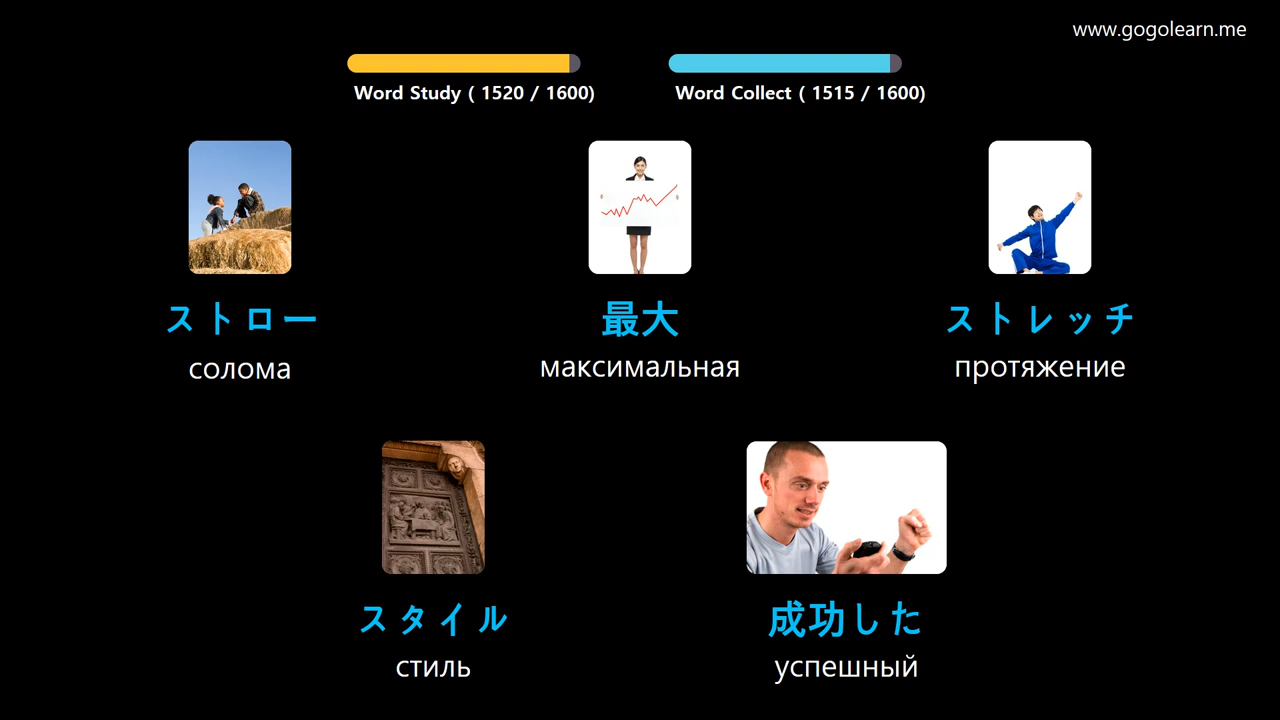 www.gogolearn.me
Word Study ( 1520 / 1600)
Word Collect ( 1515 / 1600)
ストロー
солома
最大
максимальная
ストレッチ
протяжение
スタイル
стиль
成功した
успешный